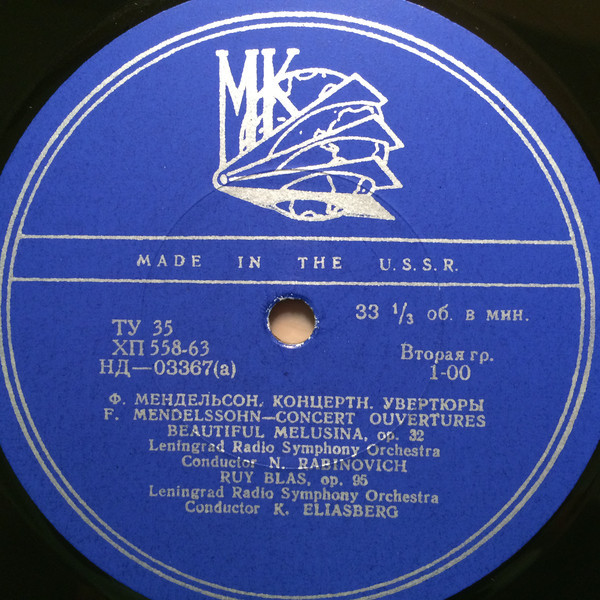 МК
MADE IN THE U.S.S.R.
33 1/3 об. в мин.
ТУ 35
ХП 558-63
НД—03367(а)
Вторая гр.
1-00
Ф. МЕНДЕЛЬСОН. КОНЦЕРТН. УВЕРТЮРЫ
F. MENDELSSOHN—CONCERT OUVERTURES
BEAUTIFUL MELUSINA, op. 32
Leningrad Radio Symphony Orchestra
Conductor N. RABINOVICH
RUY BLAS, op. 95
Leningrad Radio Symphony Orchestra
Conductor K. ELIASBERG